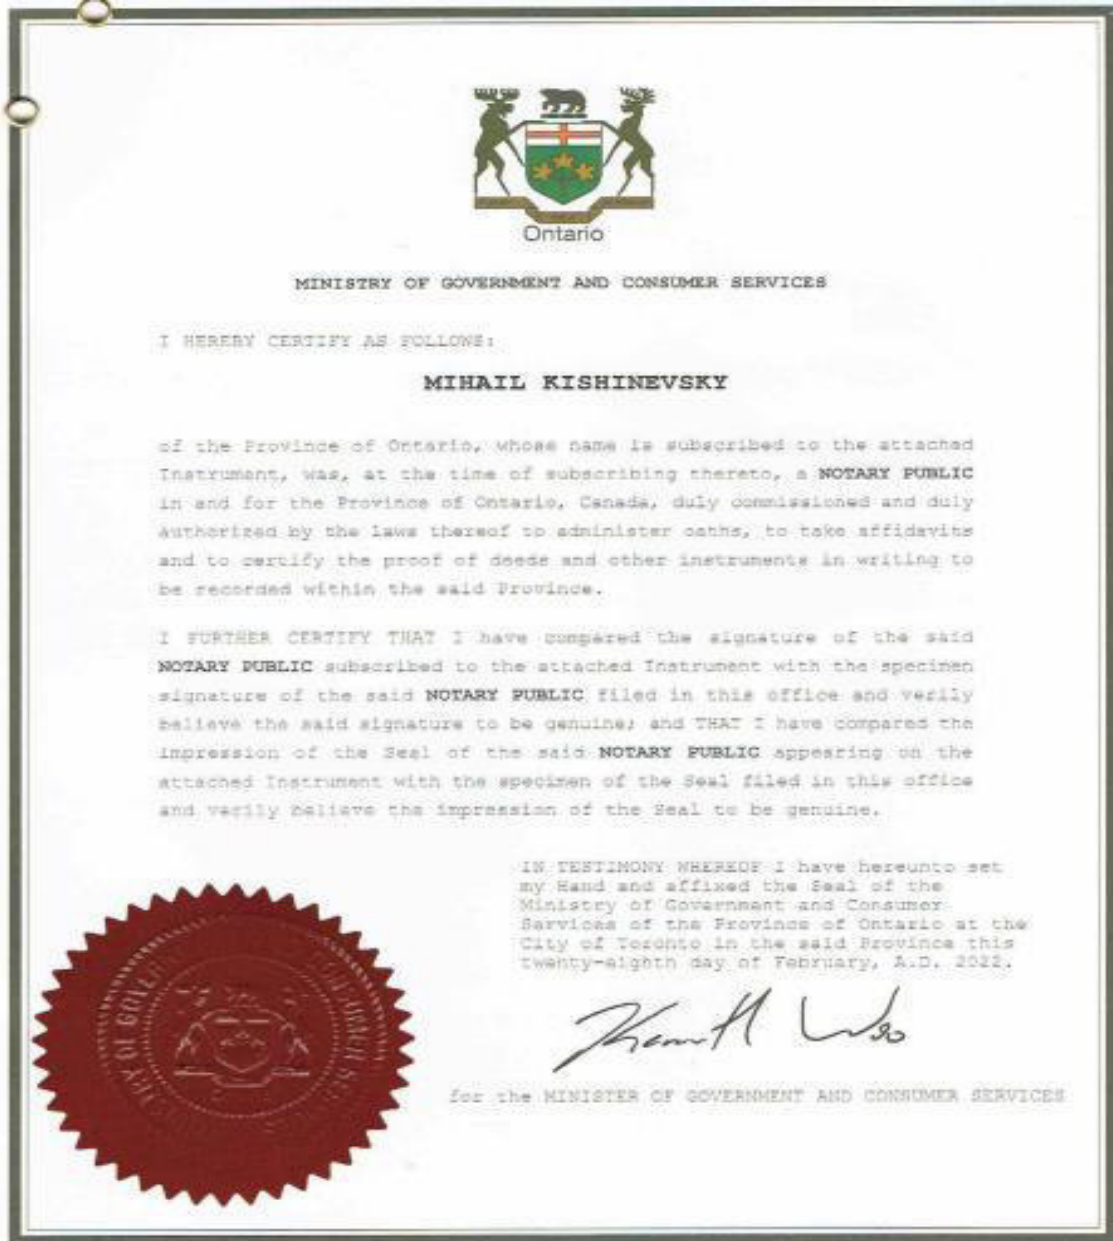 Ontario
MINISTRY OF GOVERNMENT AND CONSUMER SERVICES
I HEREBY CERTIFY AS FOLLOWS:
MIHAIL KISHINEVSKY
of the Province of Ontario, whose name is subscribed to the attached
Instrument, was, at the time of subscribing thereto, a NOTARY PUBLIC
in and for the Province of Ontario, Canada, duly commissioned and duly
authorized by the laws thereof to administer oaths, to take affidavits
and to certify the proof of deeds and other instruments in writing to
be recorded within the said Province.
I FURTHER CERTIFY THAT I have compared the signature of the said
NOTARY PUBLIC subscribed to the attached Instrument with the specimen
signature of the said NOTARY PUBLIC filed in this office and verily
believe the said signature to be genuine; and THAT I have compared the
impression of the Seal of the said NOTARY PUBLIC appearing on the
attached Instrument with the specimen of the Seal filed in this office
and verily believe the impression of the Seal to be genuine.
IN TESTIMONY WHEREOF I have hereunto set
my Hand and affixed the Seal of the
Ministry of Government and Consumer
Services of the Province of Ontario at the
City of Toronto in the said Province this
twenty-eighth day of February, A.D. 2022.
for the MINISTER OF GOVERNMENT AND CONSUMER SERVICES